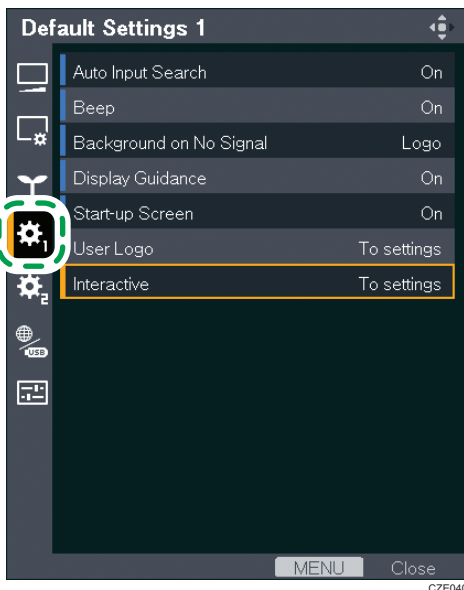 Default Settings 1
Auto Input Search On
Beep On
Background on No Signal Logo
Display Guidance On
Start-up Screen On
1
User Logo To settings
Interactive To settings
2
USB
MENU Close
CZE040